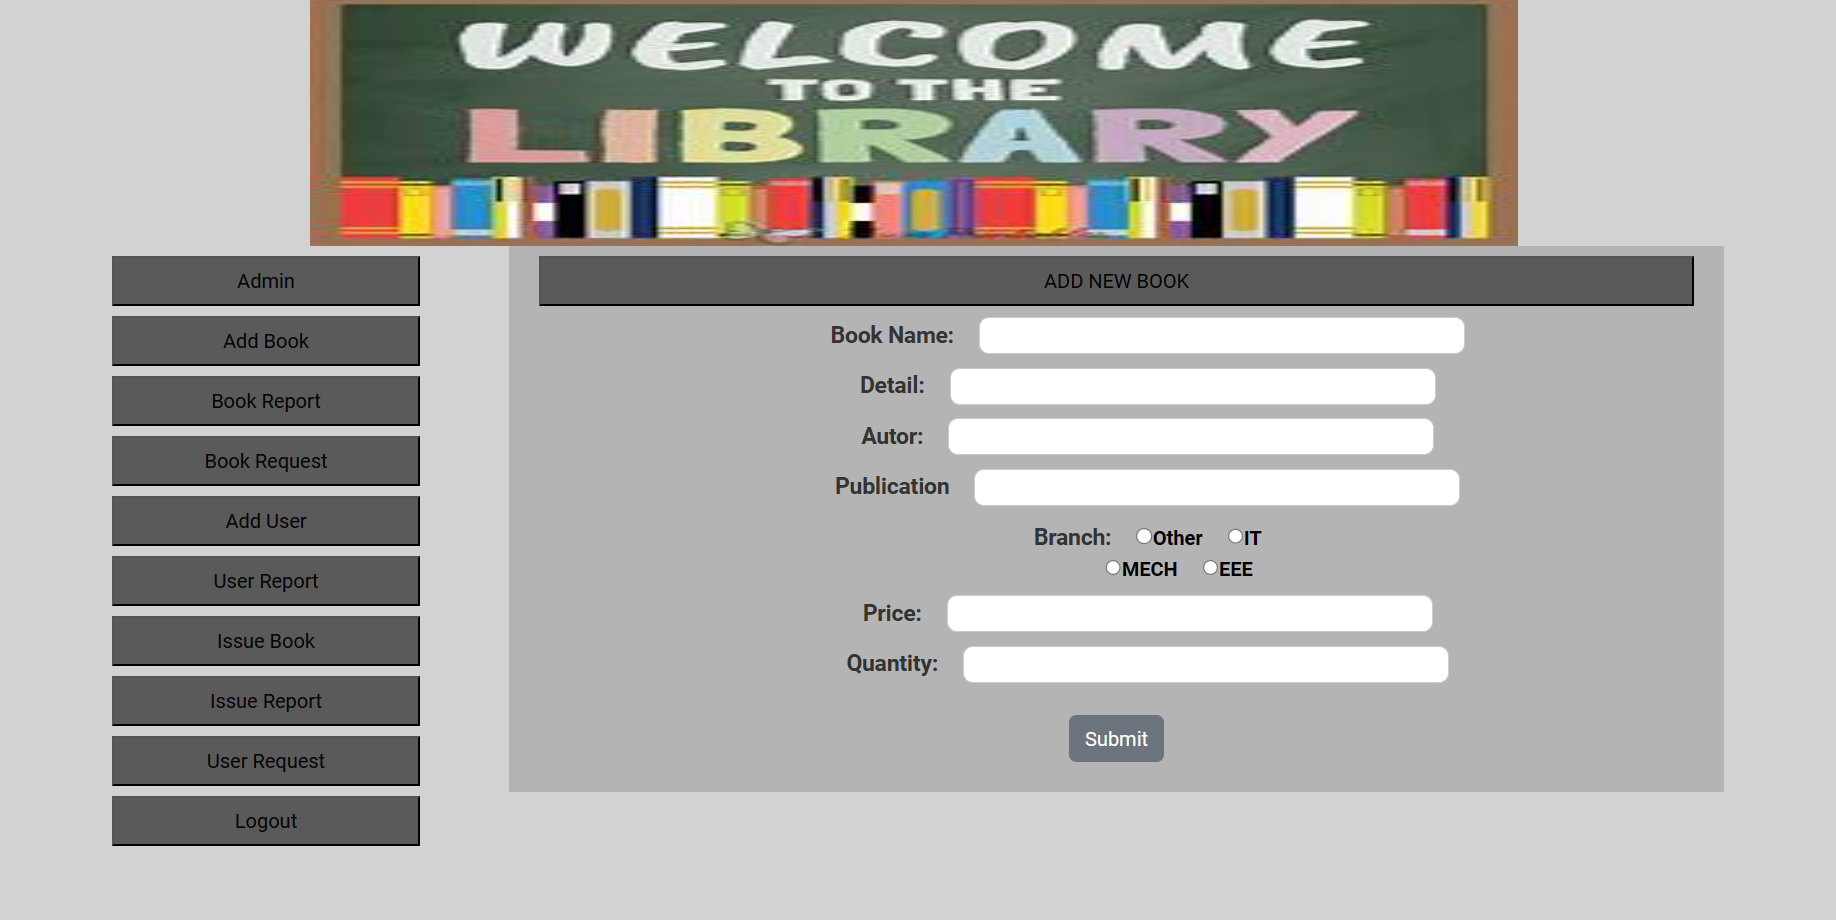 WELCOME
TO THE
LIBRARY
Admin
Add Book
Book Report
Book Request
Add User
User Report
Issue Book
Issue Report
User Request
Logout
ADD NEW BOOK
Book Name:
Detail:
Autor:
Publication
Branch: Other IT
MECH EEE
Price:
Quantity:
Submit